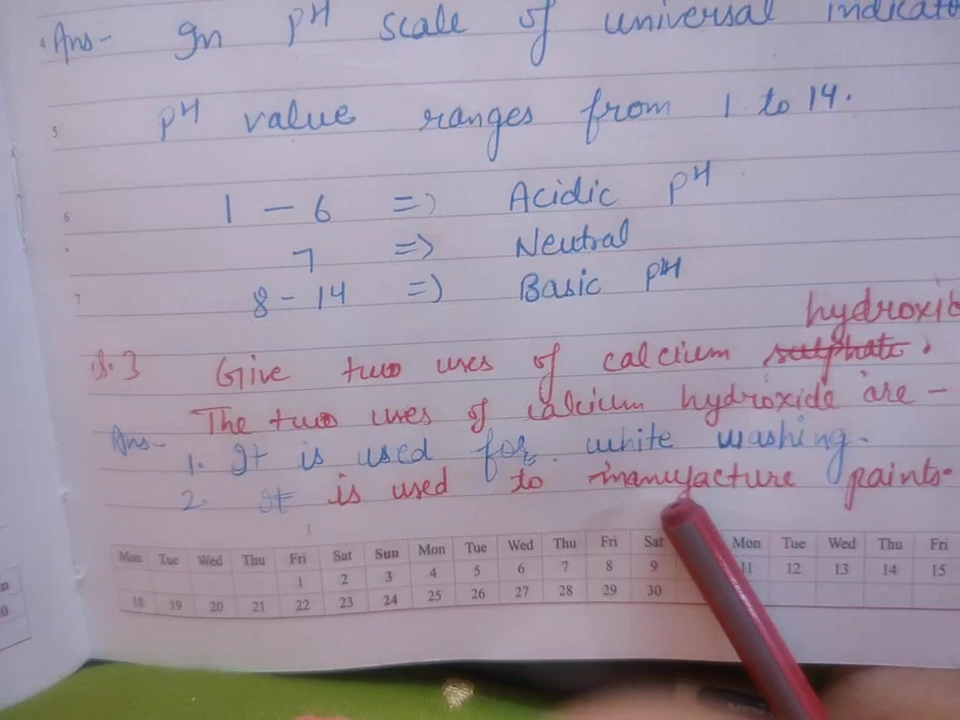 Ans- In pH scale of universal indicato
pH value ranges from 1 to 14.
1 - 6 => Acidic pH
7 => Neutral
8 - 14 => Basic pH
hydroxid
Q.3 Give two uses of calcium sulphate.
The two uses of calcium hydroxide are -
Ans- 1. It is used for white washing.
2. It is used to manufacture paints.
Mon Tue Wed Thu Fri Sat Sun Mon Tue Wed Thu Fri Sat Mon Tue Wed Thu Fri
1 2 3 4 5 6 7 8 9 11 12 13 14 15
18 19 20 21 22 23 24 25 26 27 28 29 30